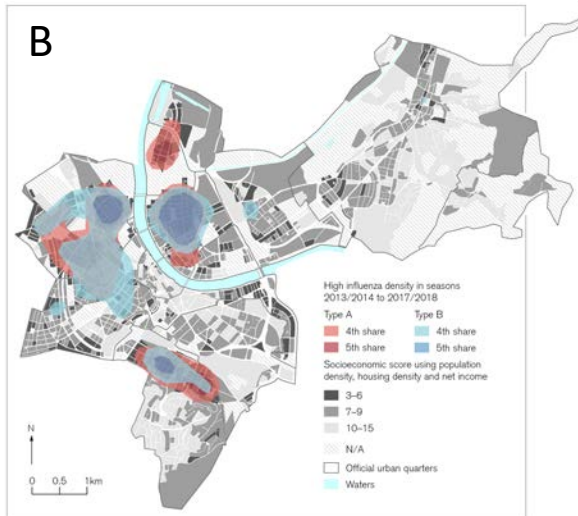 B
High influenza density in seasons
2013/2014 to 2017/2018
Type A Type B
4th share 4th share
5th share 5th share
Socioeconomic score using population
density, housing density and net income
3–6
7–9
10–15
N/A
Official urban quarters
Waters
N
0 0.5 1km